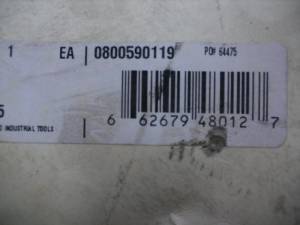 1 EA 0800590119 PO# 64475
6 62679 48012 7
5
INDUSTRIAL TOOLS